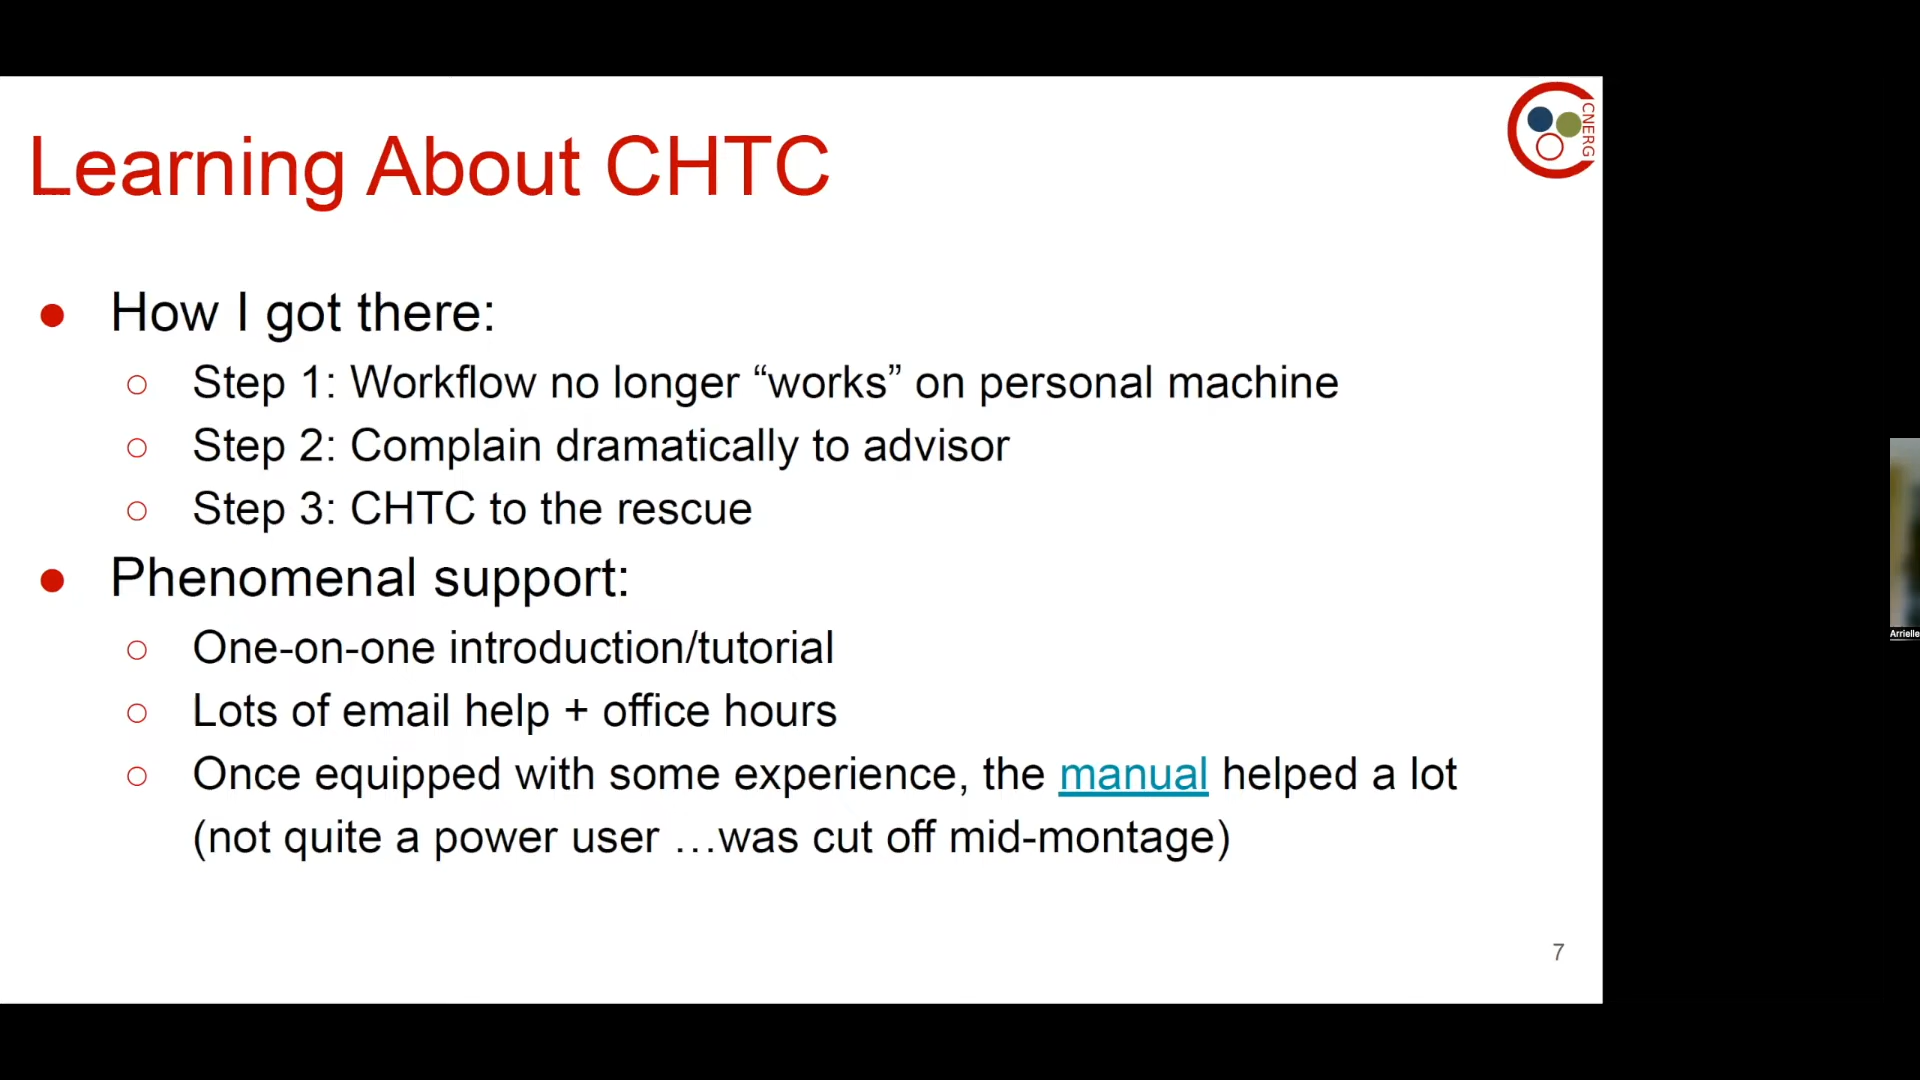 CNERG
Learning About CHTC
● How I got there:
○ Step 1: Workflow no longer “works” on personal machine
○ Step 2: Complain dramatically to advisor
○ Step 3: CHTC to the rescue
● Phenomenal support:
○ One-on-one introduction/tutorial
○ Lots of email help + office hours
○ Once equipped with some experience, the manual helped a lot
(not quite a power user …was cut off mid-montage)
Arrielle
7